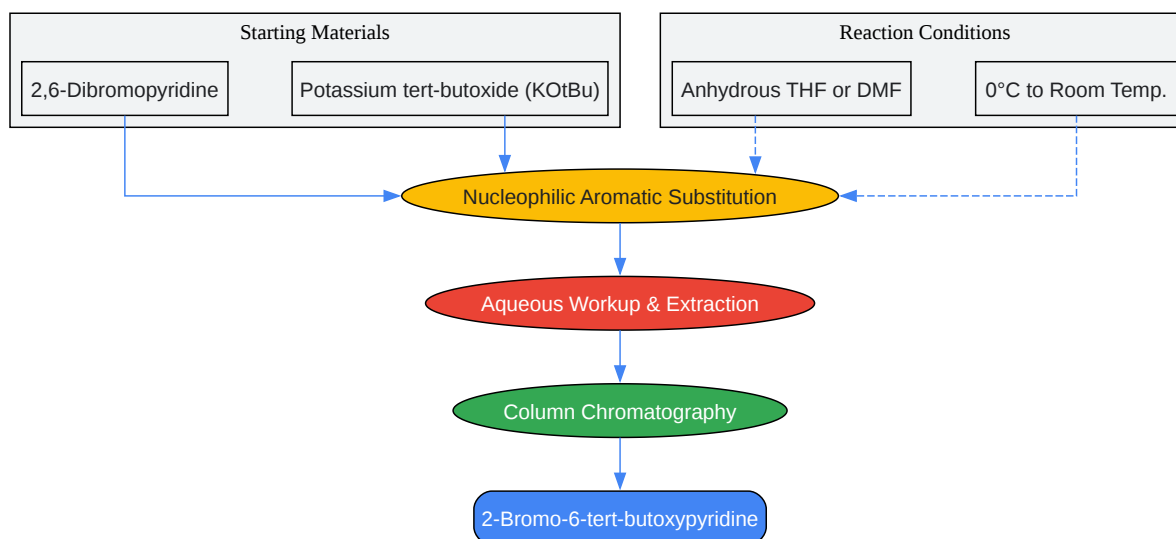 Starting Materials
Reaction Conditions
2,6-Dibromopyridine
Potassium tert-butoxide (KOtBu)
Anhydrous THF or DMF
0°C to Room Temp.
Nucleophilic Aromatic Substitution
Aqueous Workup & Extraction
Column Chromatography
2-Bromo-6-tert-butoxypyridine